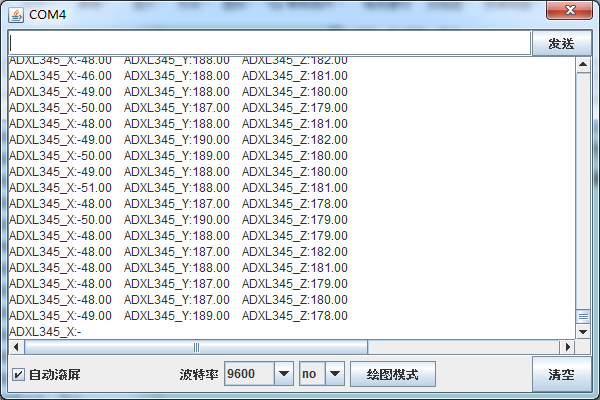 COM4
发送
ADXL345_X:-48.00 ADXL345_Y:188.00 ADXL345_Z:182.00
ADXL345_X:-46.00 ADXL345_Y:188.00 ADXL345_Z:181.00
ADXL345_X:-49.00 ADXL345_Y:188.00 ADXL345_Z:180.00
ADXL345_X:-50.00 ADXL345_Y:187.00 ADXL345_Z:179.00
ADXL345_X:-48.00 ADXL345_Y:188.00 ADXL345_Z:181.00
ADXL345_X:-49.00 ADXL345_Y:190.00 ADXL345_Z:182.00
ADXL345_X:-50.00 ADXL345_Y:189.00 ADXL345_Z:180.00
ADXL345_X:-49.00 ADXL345_Y:188.00 ADXL345_Z:180.00
ADXL345_X:-51.00 ADXL345_Y:188.00 ADXL345_Z:181.00
ADXL345_X:-48.00 ADXL345_Y:187.00 ADXL345_Z:178.00
ADXL345_X:-50.00 ADXL345_Y:190.00 ADXL345_Z:179.00
ADXL345_X:-48.00 ADXL345_Y:188.00 ADXL345_Z:179.00
ADXL345_X:-48.00 ADXL345_Y:187.00 ADXL345_Z:182.00
ADXL345_X:-48.00 ADXL345_Y:188.00 ADXL345_Z:181.00
ADXL345_X:-48.00 ADXL345_Y:187.00 ADXL345_Z:179.00
ADXL345_X:-48.00 ADXL345_Y:187.00 ADXL345_Z:180.00
ADXL345_X:-49.00 ADXL345_Y:189.00 ADXL345_Z:178.00
ADXL345_X:-
自动滚屏 波特率 9600 no 绘图模式 清空